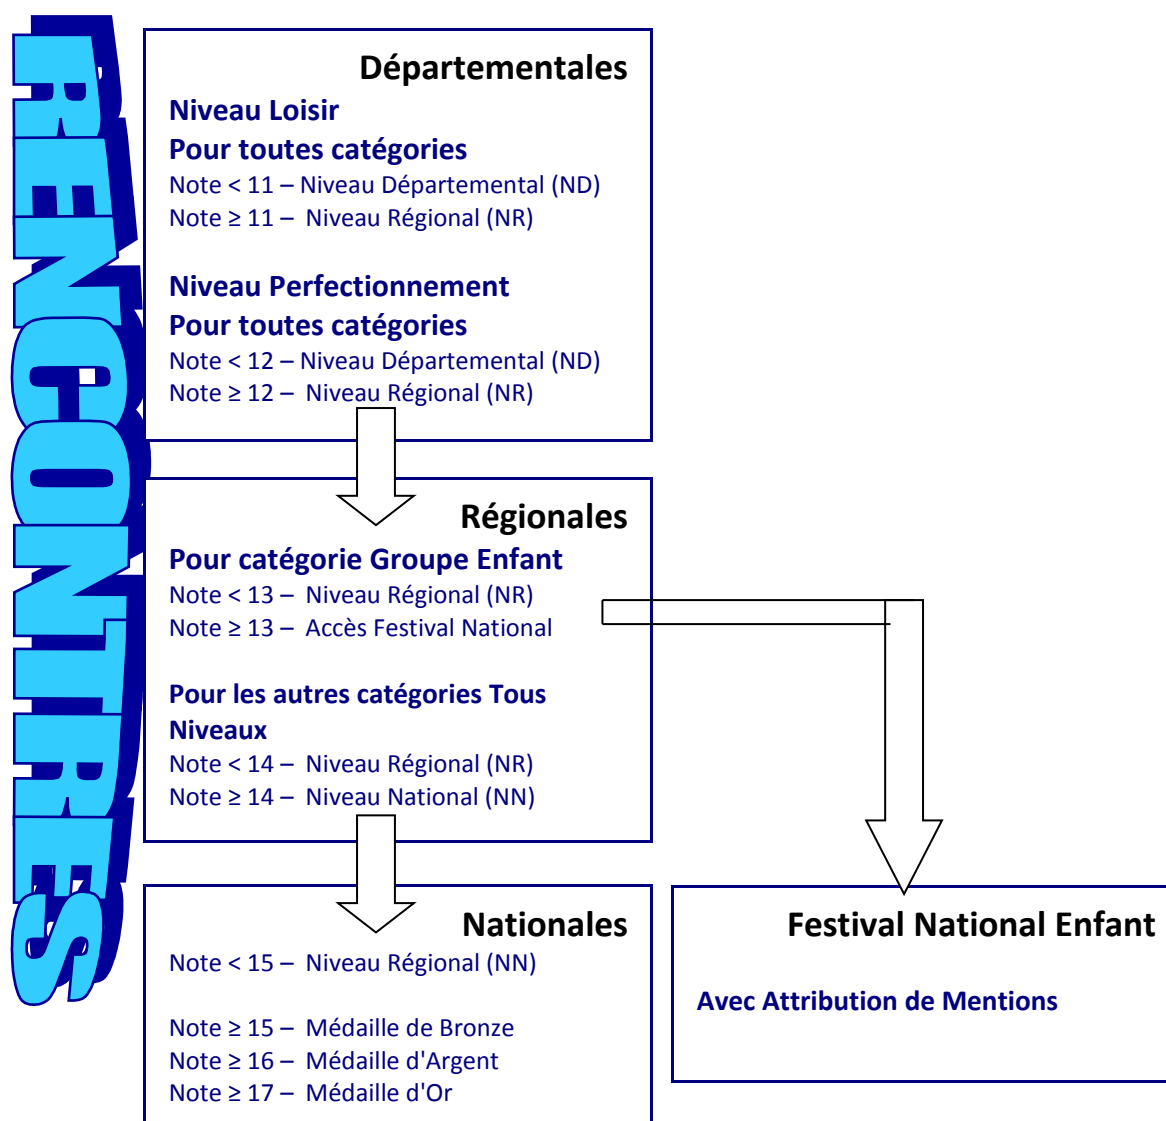 RENCONTRES
Départementales
Niveau Loisir
Pour toutes catégories
Note < 11 – Niveau Départemental (ND)
Note ≥ 11 – Niveau Régional (NR)
Niveau Perfectionnement
Pour toutes catégories
Note < 12 – Niveau Départemental (ND)
Note ≥ 12 – Niveau Régional (NR)
Régionales
Pour catégorie Groupe Enfant
Note < 13 – Niveau Régional (NR)
Note ≥ 13 – Accès Festival National
Pour les autres catégories Tous
Niveaux
Note < 14 – Niveau Régional (NR)
Note ≥ 14 – Niveau National (NN)
Nationales
Note < 15 – Niveau Régional (NN)
Note ≥ 15 – Médaille de Bronze
Note ≥ 16 – Médaille d'Argent
Note ≥ 17 – Médaille d'Or
Festival National Enfant
Avec Attribution de Mentions